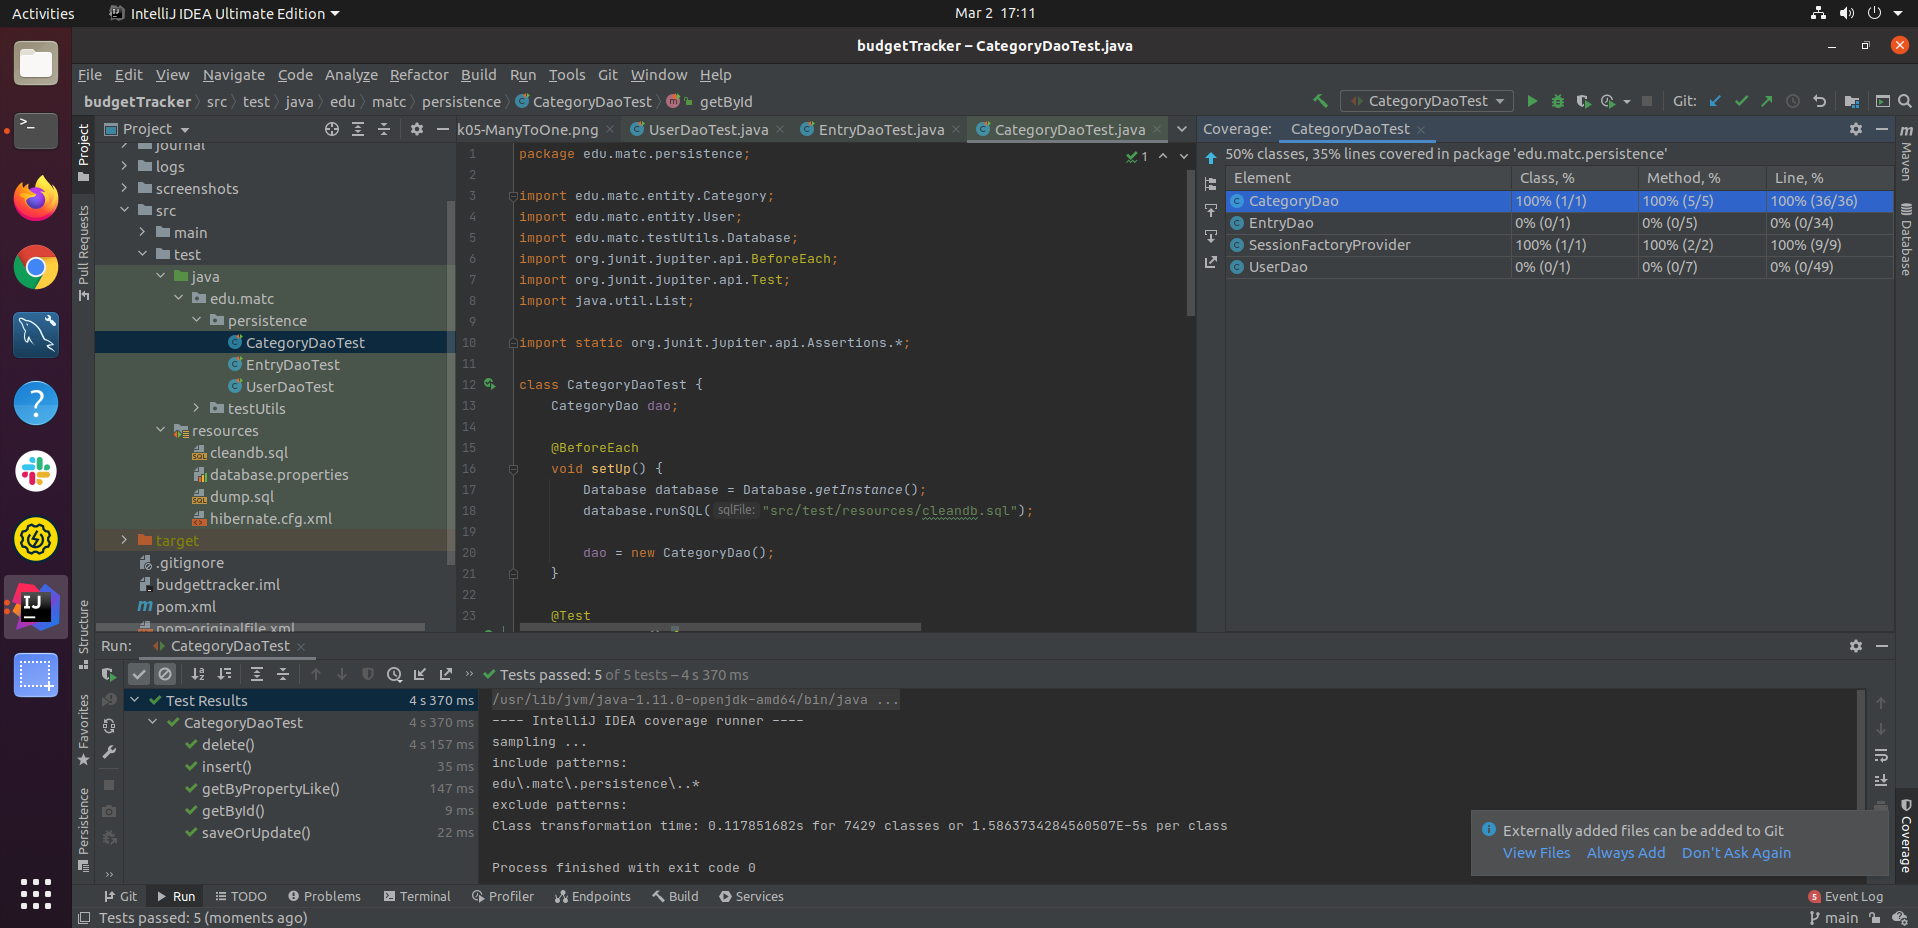 Activities
IntelliJ IDEA Ultimate Edition
Mar 2 17:11
budgetTracker – CategoryDaoTest.java
File Edit View Navigate Code Analyze Refactor Build Run Tools Git Window Help
budgetTracker src test java edu matc persistence CategoryDaoTest getById
CategoryDaoTest
Git:
Project
k05-ManyToOne.png
UserDaoTest.java
EntryDaoTest.java
CategoryDaoTest.java
Coverage: CategoryDaoTest
Project
Pull Requests
Structure
Favorites
Persistence
journal
logs
screenshots
src
main
test
java
edu.matc
persistence
CategoryDaoTest
EntryDaoTest
UserDaoTest
testUtils
resources
cleandb.sql
database.properties
dump.sql
hibernate.cfg.xml
target
.gitignore
budgettracker.iml
pom.xml
pom-originalfile.xml
1 package edu.matc.persistence;
1
2
3 import edu.matc.entity.Category;
4 import edu.matc.entity.User;
5 import edu.matc.testUtils.Database;
6 import org.junit.jupiter.api.BeforeEach;
7 import org.junit.jupiter.api.Test;
8 import java.util.List;
9
10 import static org.junit.jupiter.api.Assertions.*;
11
12 class CategoryDaoTest {
13 CategoryDao dao;
14
15 @BeforeEach
16 void setUp() {
17 Database database = Database.getInstance();
18 database.runSQL( sqlFile: "src/test/resources/cleandb.sql");
19
20 dao = new CategoryDao();
21 }
22
23 @Test
50% classes, 35% lines covered in package 'edu.matc.persistence'
Element Class, % Method, % Line, %
CategoryDao 100% (1/1) 100% (5/5) 100% (36/36)
EntryDao 0% (0/1) 0% (0/5) 0% (0/34)
SessionFactoryProvider 100% (1/1) 100% (2/2) 100% (9/9)
UserDao 0% (0/1) 0% (0/7) 0% (0/49)
Maven
Database
Coverage
Run: CategoryDaoTest
Tests passed: 5 of 5 tests – 4 s 370 ms
Test Results 4 s 370 ms
CategoryDaoTest 4 s 370 ms
delete() 4 s 157 ms
insert() 35 ms
getByPropertyLike() 147 ms
getById() 9 ms
saveOrUpdate() 22 ms
/usr/lib/jvm/java-1.11.0-openjdk-amd64/bin/java ...
---- IntelliJ IDEA coverage runner ----
sampling ...
include patterns:
edu\.matc\.persistence\..*
exclude patterns:
Class transformation time: 0.117851682s for 7429 classes or 1.5863734284560507E-5s per class
Process finished with exit code 0
Externally added files can be added to Git
View Files Always Add Don't Ask Again
Git Run TODO Problems Terminal Profiler Endpoints Build Services
5 Event Log
Tests passed: 5 (moments ago)
main